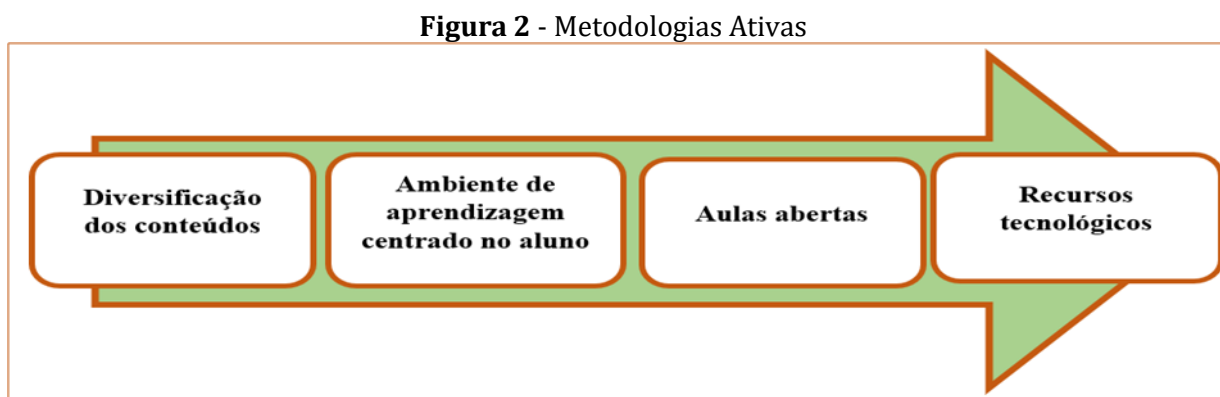 Figura 2 - Metodologias Ativas
Diversificação
dos conteúdos
Ambiente de
aprendizagem
centrado no aluno
Aulas abertas
Recursos
tecnológicos